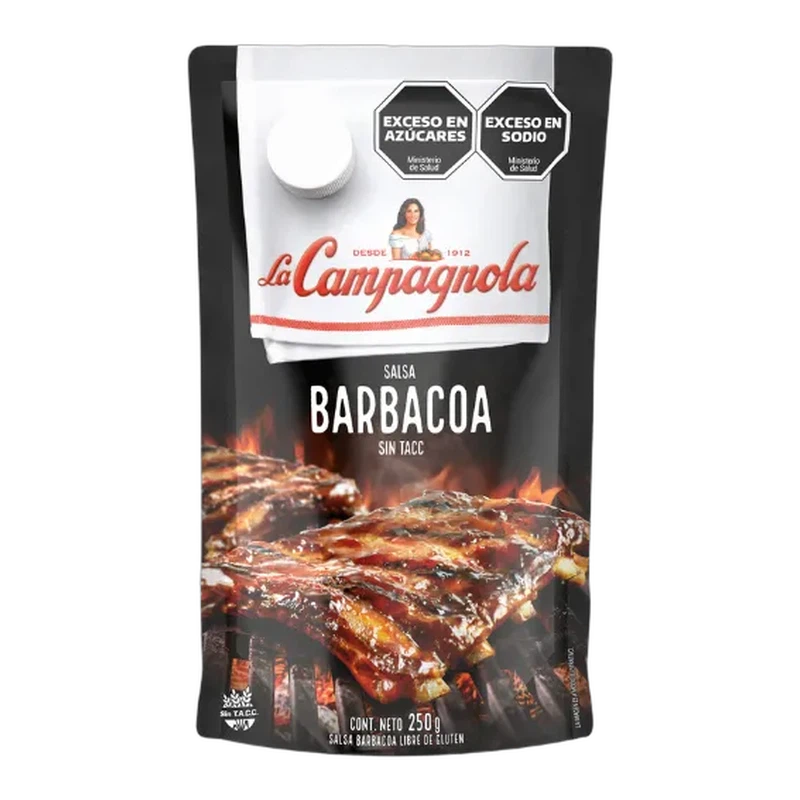 EXCESO EN
AZÚCARES
Ministerio
de Salud
EXCESO EN
SODIO
Ministerio
de Salud
DESDE 1912
La Campagnola
SALSA
BARBACOA
SIN TACC
Sin T.A.C.C.
CONT. NETO 250g
SALSA BARBACOA LIBRE DE GLUTEN